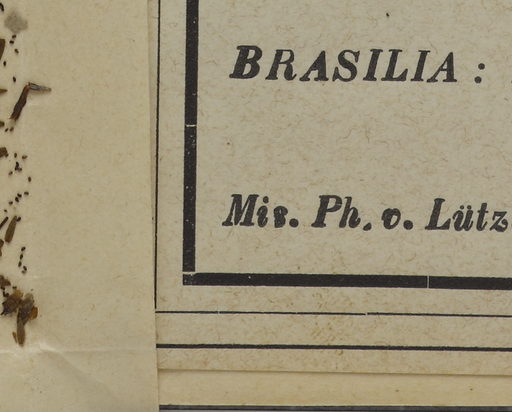 BRASILIA :
Mis. Ph. v. Lütz